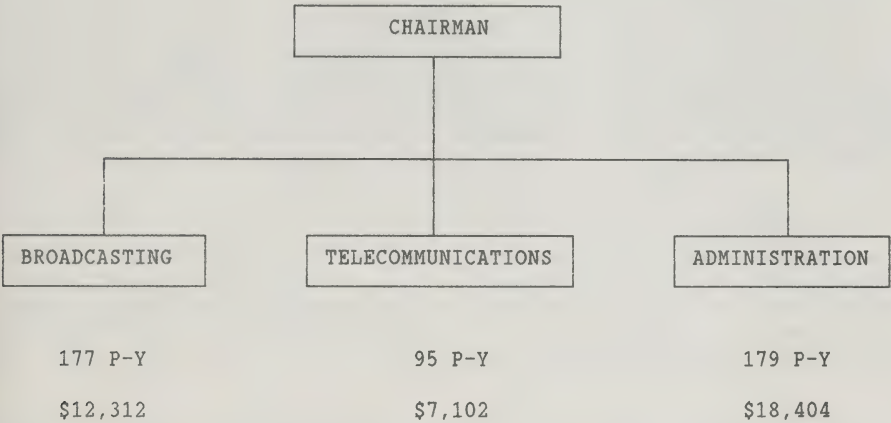 CHAIRMAN
BROADCASTING TELECOMMUNICATIONS ADMINISTRATION
177 P-Y 95 P-Y 179 P-Y
$12,312 $7,102 $18,404